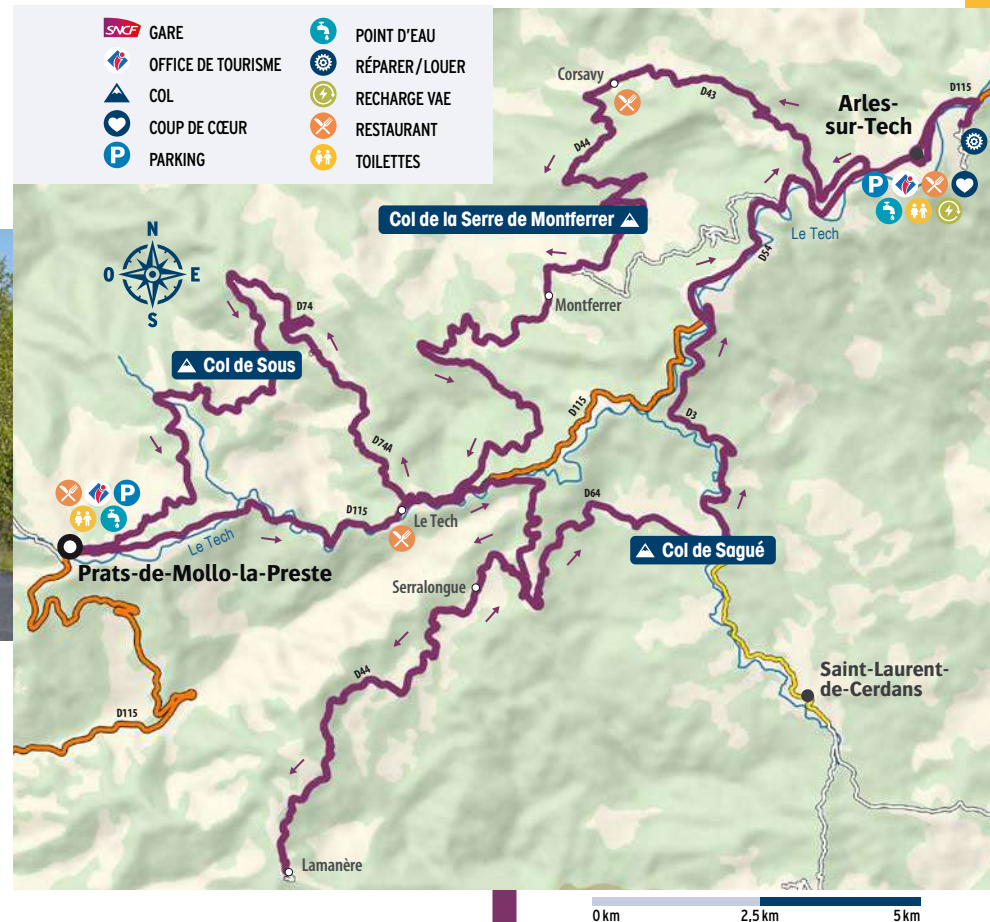 SNCF GARE
OFFICE DE TOURISME
COL
COUP DE CŒUR
P PARKING
POINT D'EAU
RÉPARER/LOUER
RECHARGE VAE
RESTAURANT
TOILETTES
N
O
E
S
Corsavy
D43
D115
Arles-
sur-Tech
D44
P
Col de la Serre de Montferrer
Le Tech
D54
Montferrer
D74
Col de Sous
D115
D3
D74A
P
D115
Le Tech
D64
Le Tech
Col de Sagué
Prats-de-Mollo-la-Preste
Serralongue
D44
Saint-Laurent-
de-Cerdans
D115
Lamanère
0 km
2,5 km
5 km